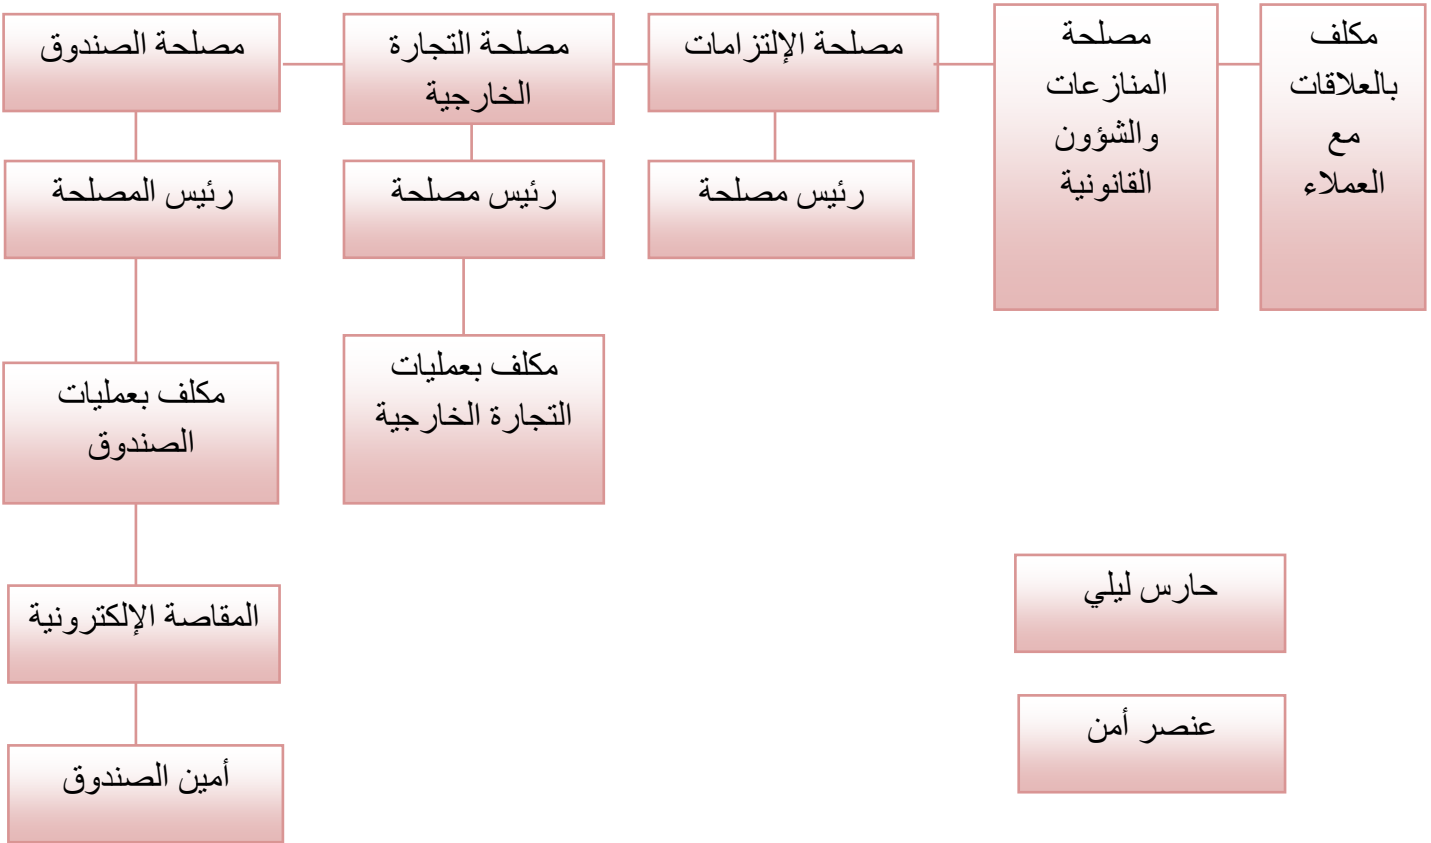 مكلف
بالعلاقات
مع
العملاء
مصلحة
المنازعات
والشؤون
القانونية
مصلحة الإلتزامات
مصلحة التجارة
الخارجية
مصلحة الصندوق
رئيس مصلحة
رئيس مصلحة
رئيس المصلحة
مكلف بعمليات
التجارة الخارجية
مكلف بعمليات
الصندوق
حارس ليلي
المقاصة الإلكترونية
عنصر أمن
أمين الصندوق